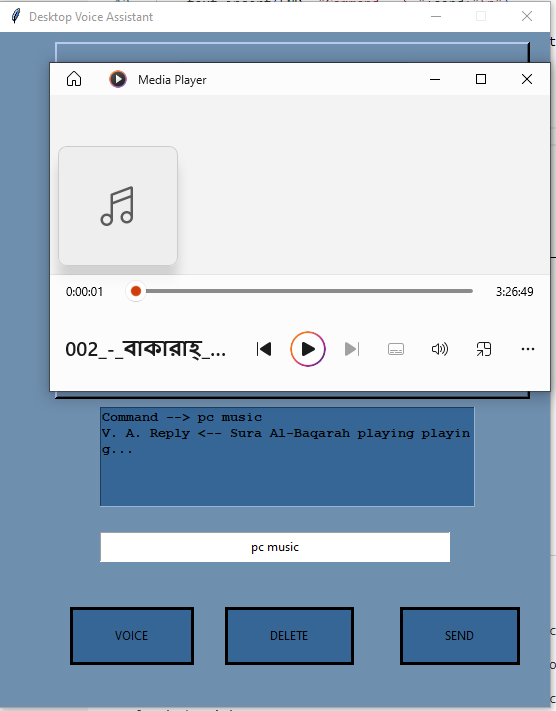 Desktop Voice Assistant
Media Player
0:00:01
3:26:49
002_-_বাকারাহ্_...
Command --> pc music
V. A. Reply <-- Sura Al-Baqarah playing playin
g...
pc music
VOICE
DELETE
SEND